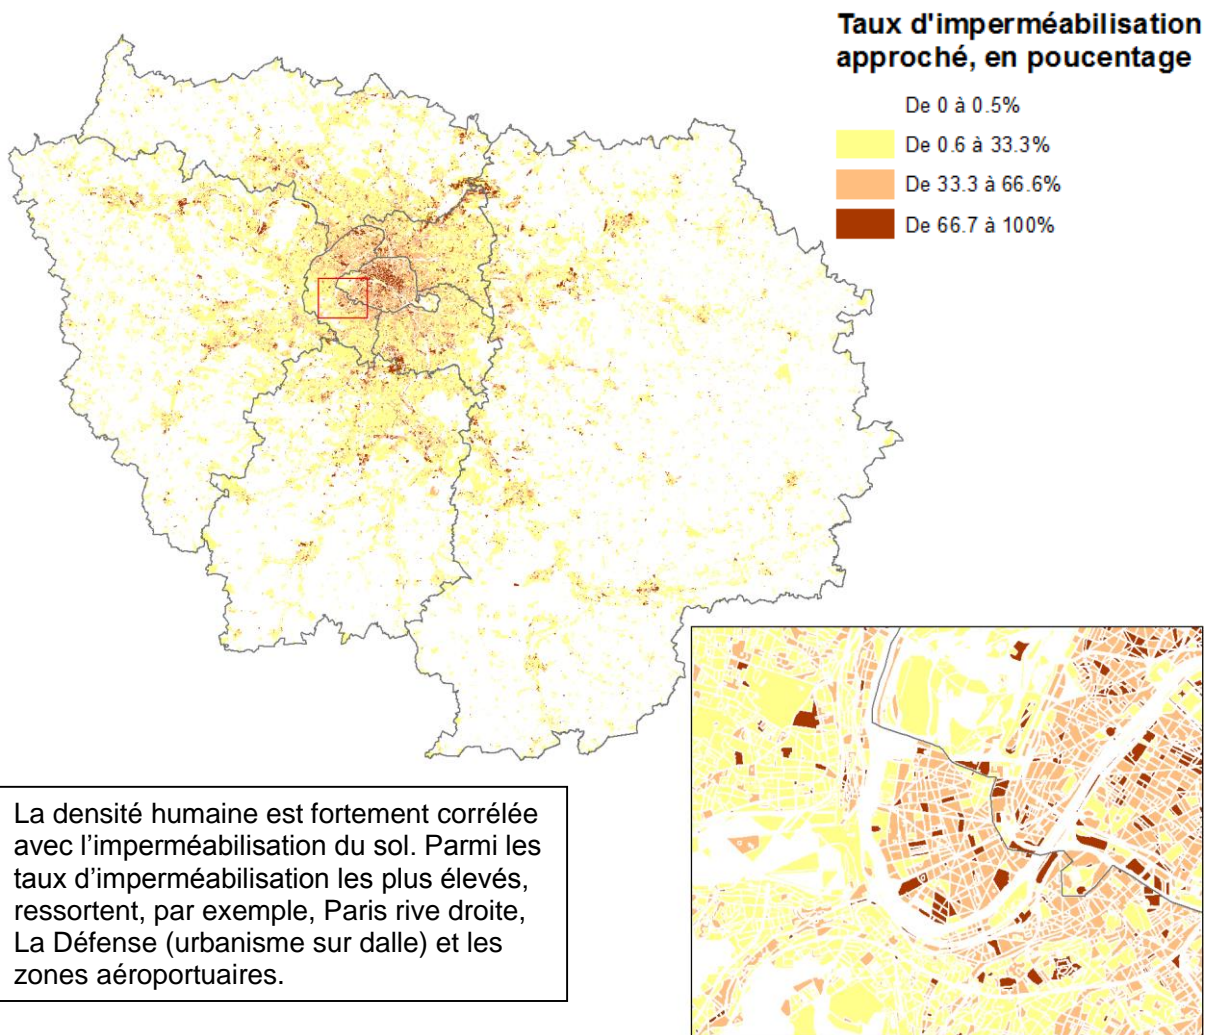 Taux d'imperméabilisation
approché, en poucentage
De 0 à 0.5%
De 0.6 à 33.3%
De 33.3 à 66.6%
De 66.7 à 100%
La densité humaine est fortement corrélée
avec l’imperméabilisation du sol. Parmi les
taux d’imperméabilisation les plus élevés,
ressortent, par exemple, Paris rive droite,
La Défense (urbanisme sur dalle) et les
zones aéroportuaires.